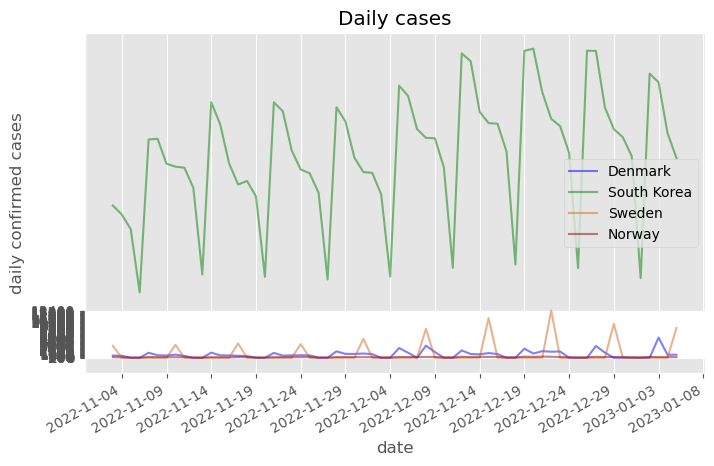 Daily cases
daily confirmed cases
Denmark
South Korea
Sweden
Norway
2022-11-04
2022-11-09
2022-11-14
2022-11-19
2022-11-24
2022-11-29
2022-12-04
2022-12-09
2022-12-14
2022-12-19
2022-12-24
2022-12-29
2023-01-03
2023-01-08
date